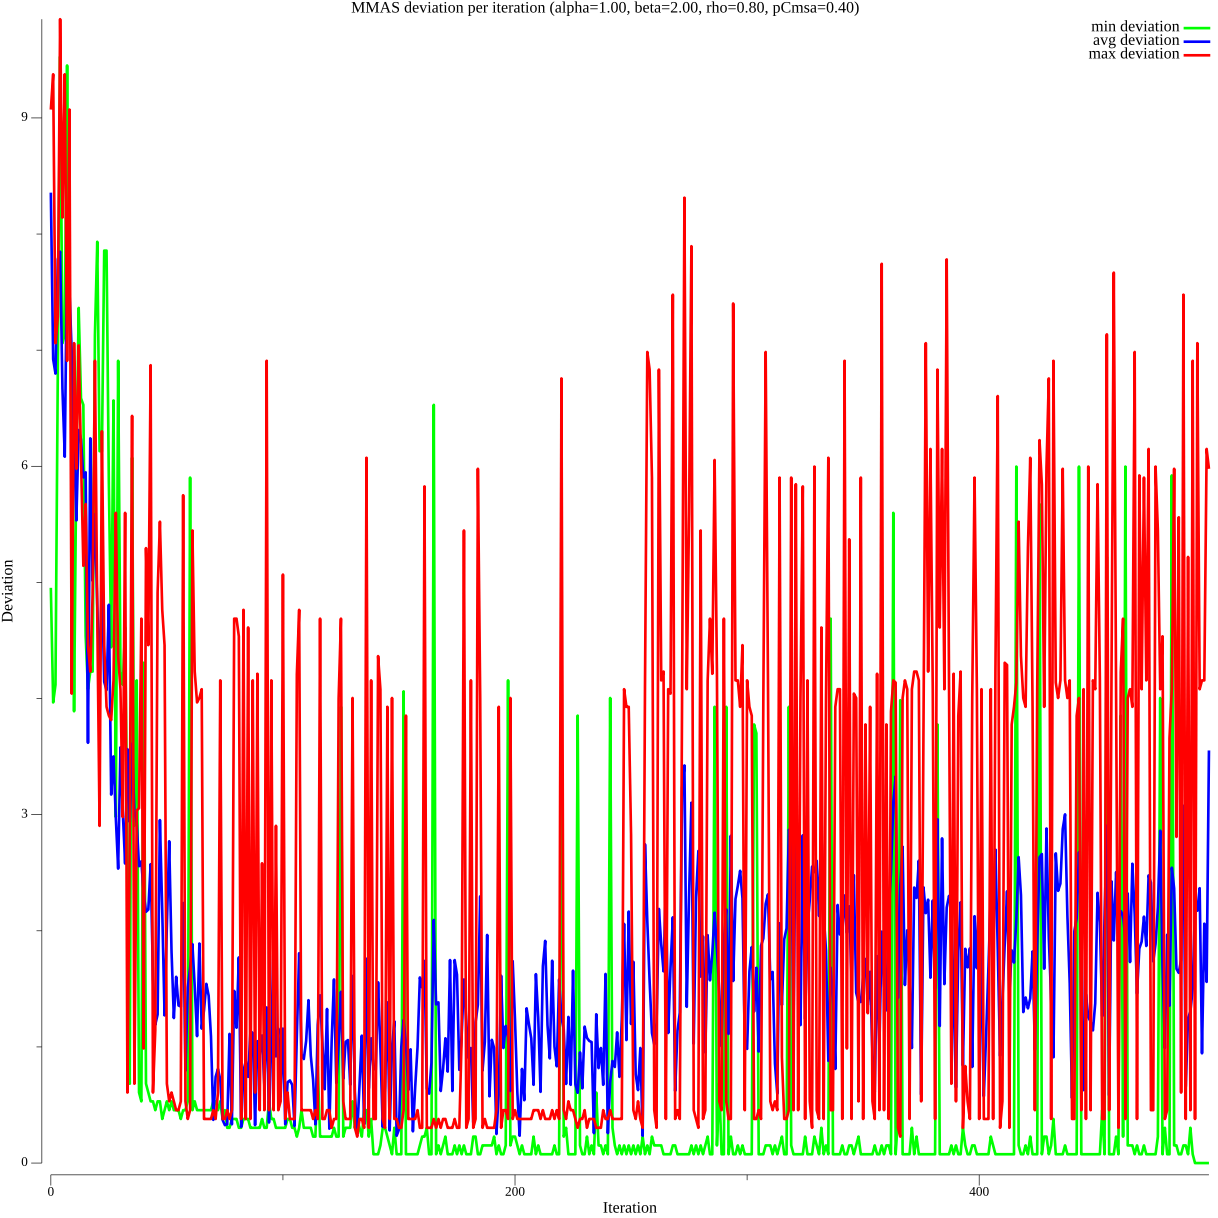 MMAS deviation per iteration (alpha=1.00, beta=2.00, rho=0.80, pCmsa=0.40)
min deviation
avg deviation
max deviation
9
6
3
0
Deviation
0
200
400
Iteration